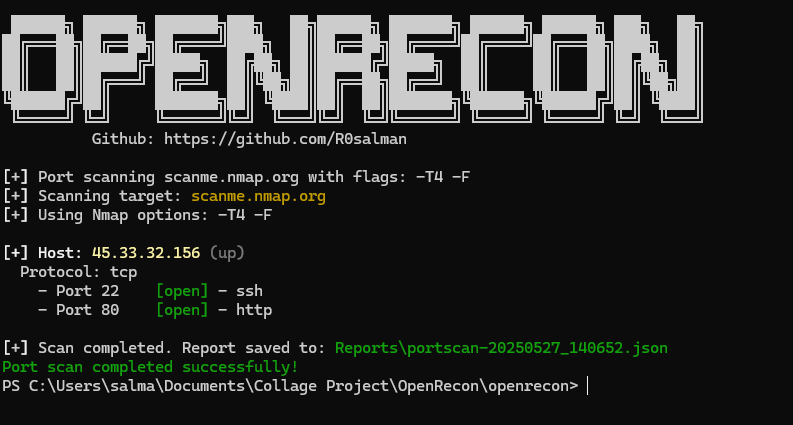 OPENRECON
Github: https://github.com/R0salman
[+] Port scanning scanme.nmap.org with flags: -T4 -F
[+] Scanning target: scanme.nmap.org
[+] Using Nmap options: -T4 -F
[+] Host: 45.33.32.156 (up)
Protocol: tcp
- Port 22 [open] - ssh
- Port 80 [open] - http
[+] Scan completed. Report saved to: Reports\portscan-20250527_140652.json
Port scan completed successfully!
PS C:\Users\salma\Documents\Collage Project\OpenRecon\openrecon>